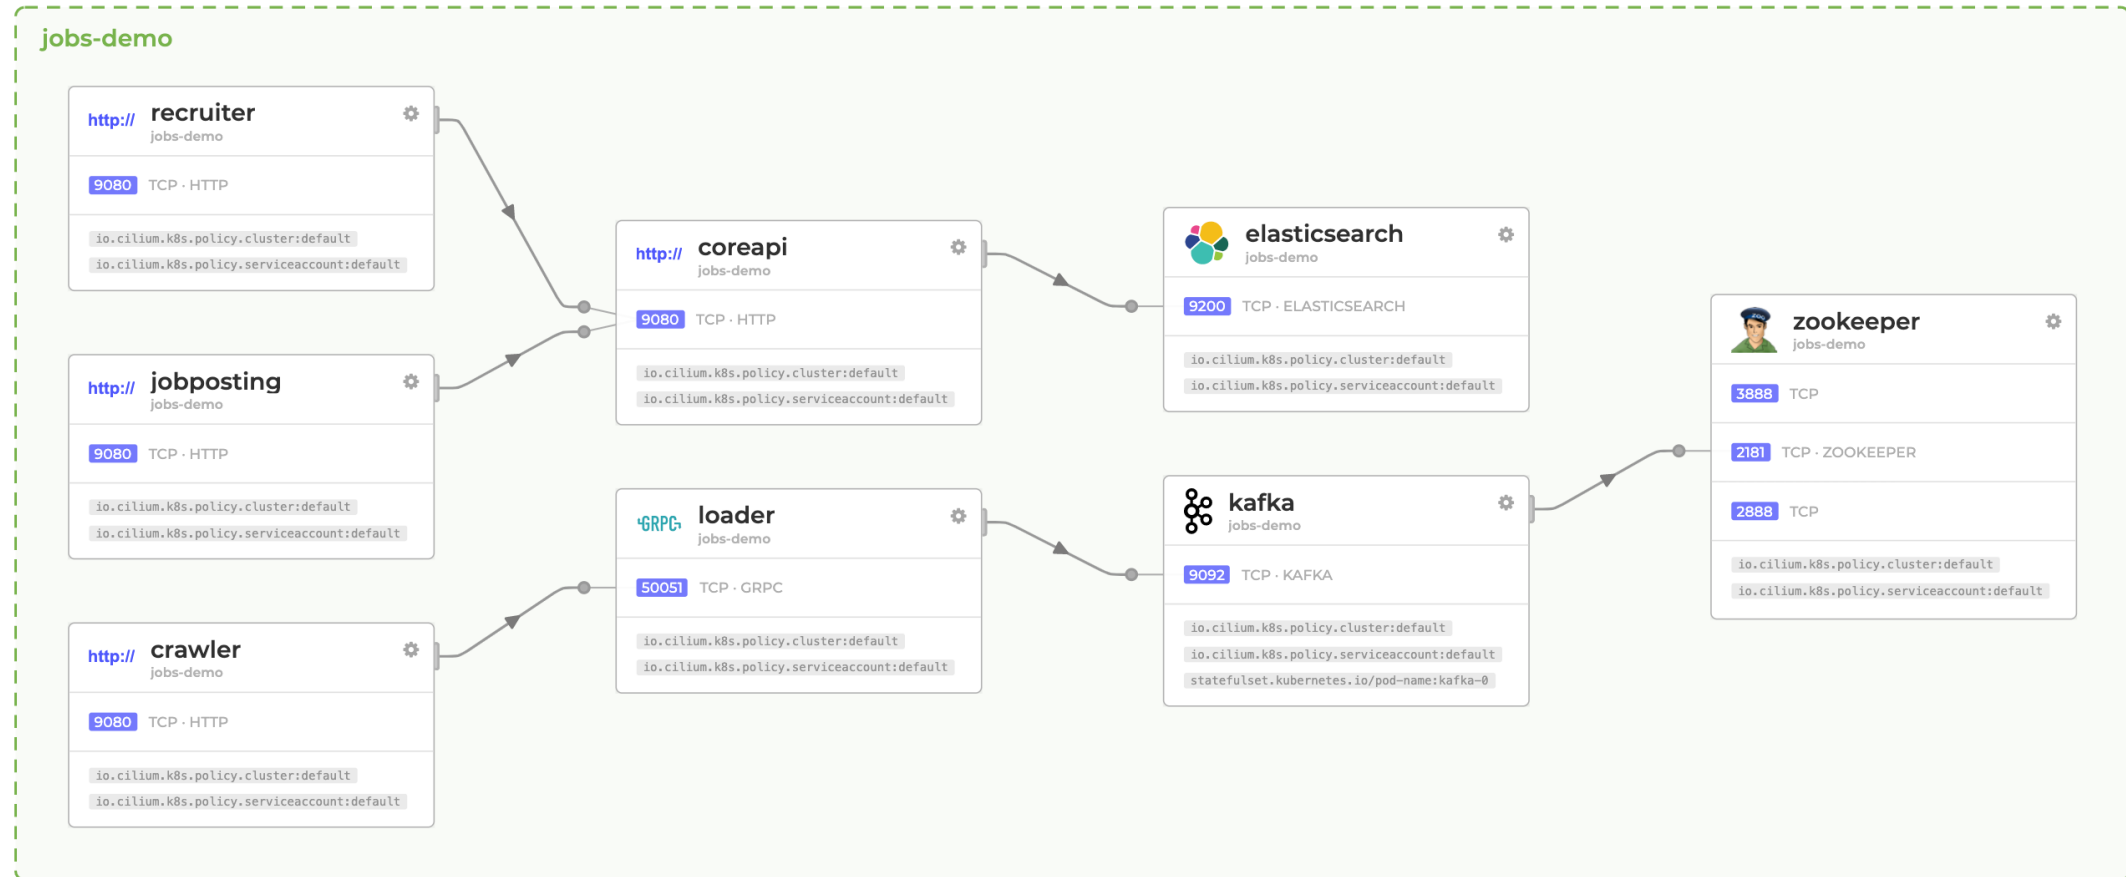 jobs-demo
http:// recruiter
jobs-demo
9080 TCP · HTTP
io.cilium.k8s.policy.cluster:default
io.cilium.k8s.policy.serviceaccount:default
http:// jobposting
jobs-demo
9080 TCP · HTTP
io.cilium.k8s.policy.cluster:default
io.cilium.k8s.policy.serviceaccount:default
http:// crawler
jobs-demo
9080 TCP · HTTP
io.cilium.k8s.policy.cluster:default
io.cilium.k8s.policy.serviceaccount:default
http:// coreapi
jobs-demo
9080 TCP · HTTP
io.cilium.k8s.policy.cluster:default
io.cilium.k8s.policy.serviceaccount:default
GRPC loader
jobs-demo
50051 TCP · GRPC
io.cilium.k8s.policy.cluster:default
io.cilium.k8s.policy.serviceaccount:default
elasticsearch
jobs-demo
9200 TCP · ELASTICSEARCH
io.cilium.k8s.policy.cluster:default
io.cilium.k8s.policy.serviceaccount:default
kafka
jobs-demo
9092 TCP · KAFKA
io.cilium.k8s.policy.cluster:default
io.cilium.k8s.policy.serviceaccount:default
statefulset.kubernetes.io/pod-name:kafka-0
zookeeper
jobs-demo
3888 TCP
2181 TCP · ZOOKEEPER
2888 TCP
io.cilium.k8s.policy.cluster:default
io.cilium.k8s.policy.serviceaccount:default